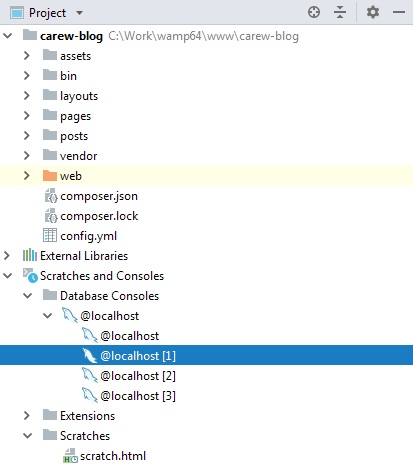 Project
carew-blog C:\Work\wamp64\www\carew-blog
assets
bin
layouts
pages
posts
vendor
web
composer.json
composer.lock
config.yml
External Libraries
Scratches and Consoles
Database Consoles
@localhost
@localhost
@localhost [1]
@localhost [2]
@localhost [3]
Extensions
Scratches
scratch.html